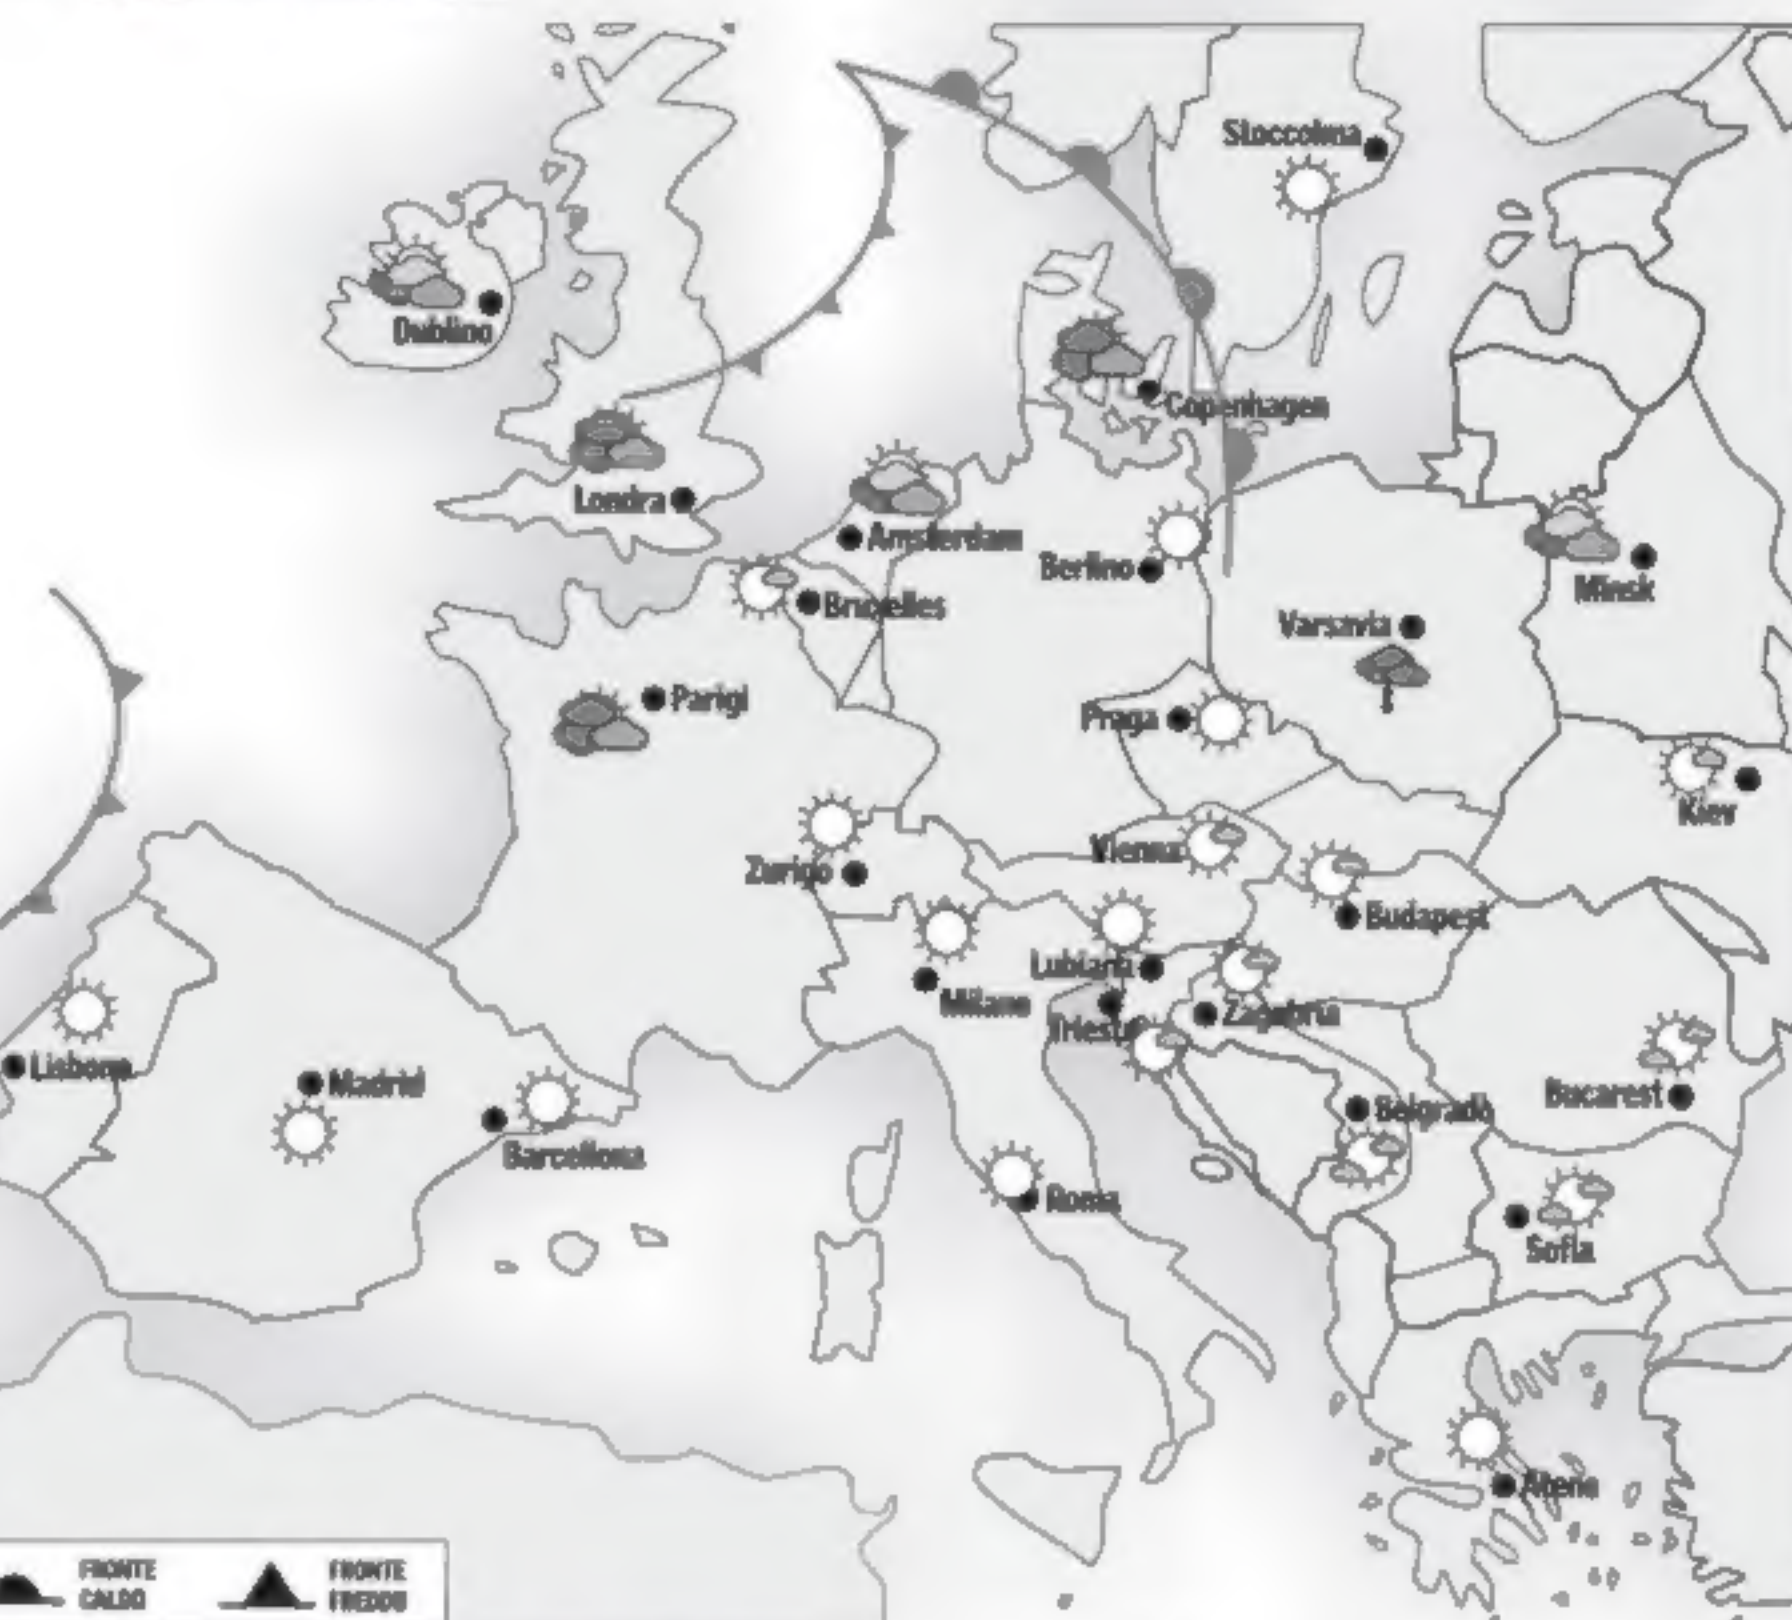 Stoccolma
Dublino
Copenhagen
Londra
Amsterdam
Berlino
Minsk
Bruxelles
Varsavia
Parigi
Praga
Kiev
Vienna
Zurigo
Budapest
Lubiana
Milano
Zagabria
Trieste
Lisbona
Madrid
Bucarest
Belgrado
Barcellona
Roma
Sofia
Atene
FRONTE
CALDO
FRONTE
FREDDO